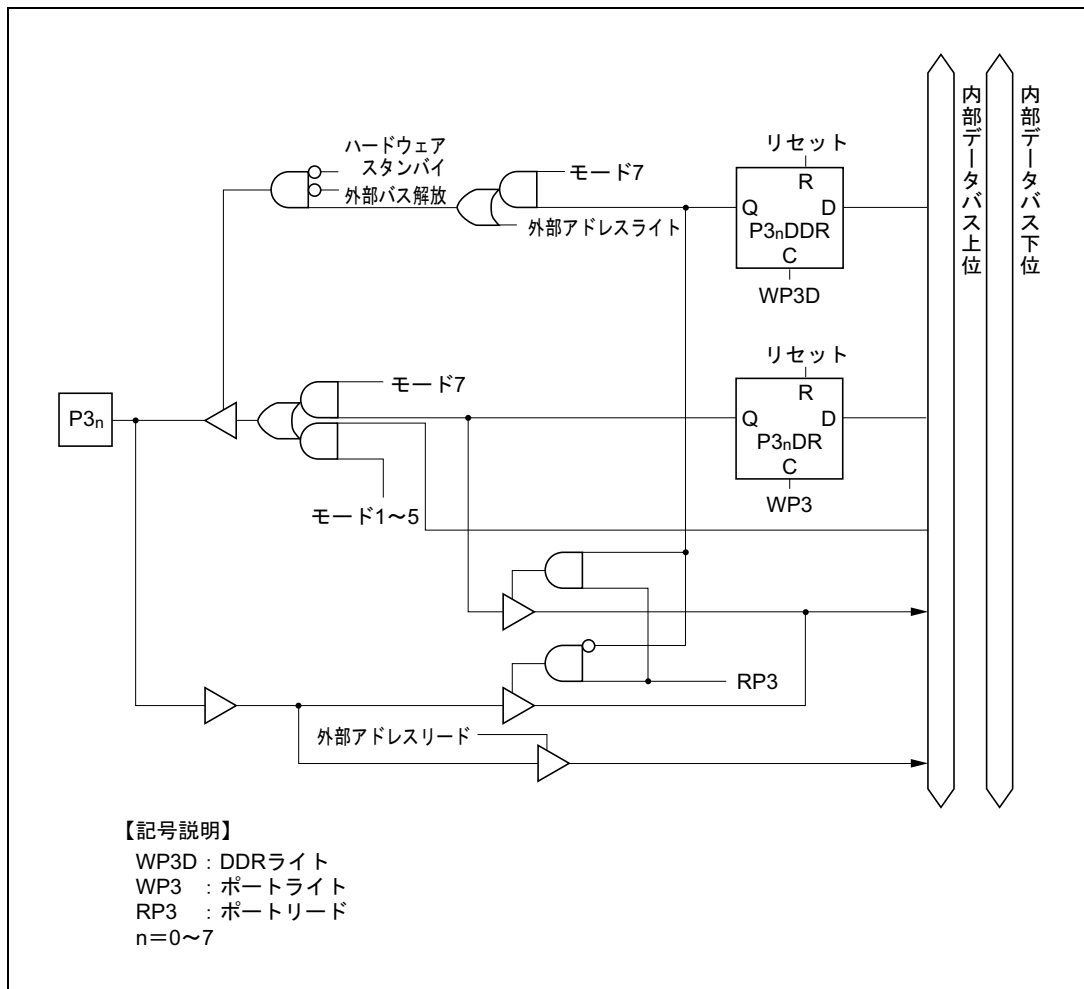 ハードウェア
スタンバイ
外部バス解放
モード7
外部アドレスライト
リセット
R
Q
D
P3nDDR
C
WP3D
内部データバス上位
内部データバス下位
P3n
モード7
モード1～5
リセット
R
Q
D
P3nDR
C
WP3
RP3
外部アドレスリード
【記号説明】
WP3D : DDRライト
WP3 : ポートライト
RP3 : ポートリード
n＝0～7